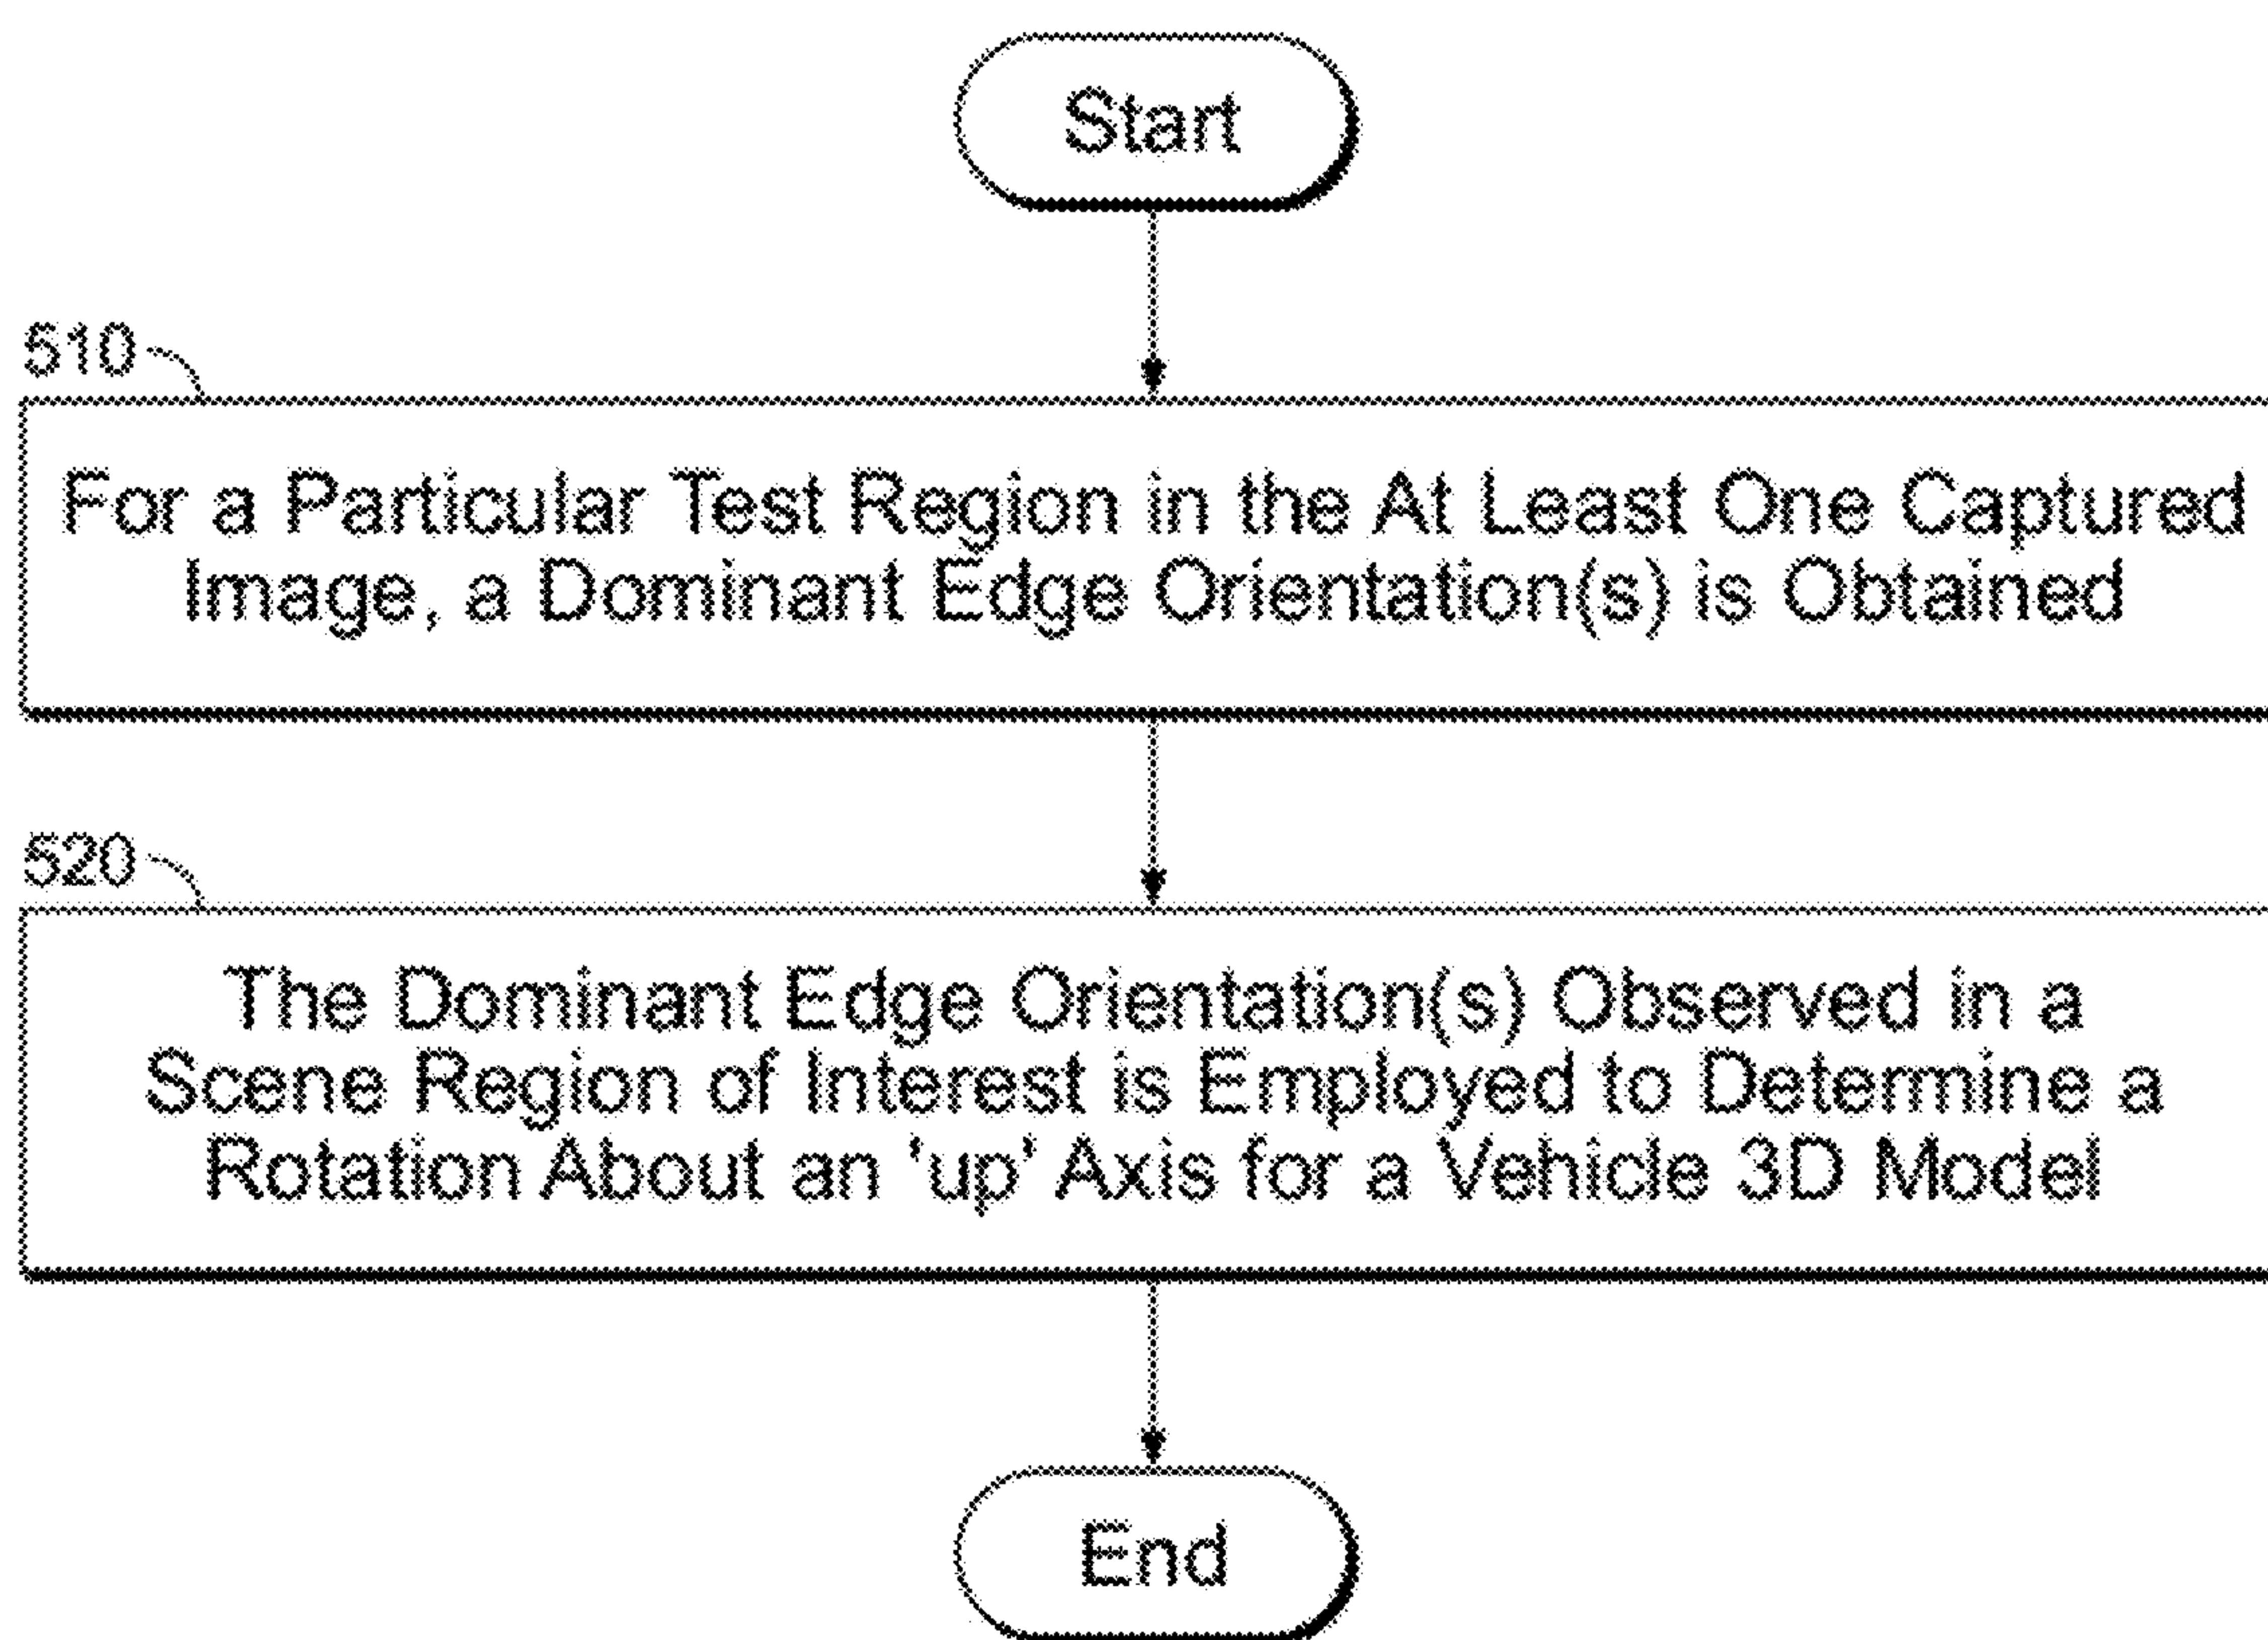 Start
510
For a Particular Test Region in the At Least One Captured
Image, a Dominant Edge Orientation(s) is Obtained
520
The Dominant Edge Orientation(s) Observed in a
Scene Region of Interest is Employed to Determine a
Rotation About an 'up' Axis for a Vehicle 3D Model
End